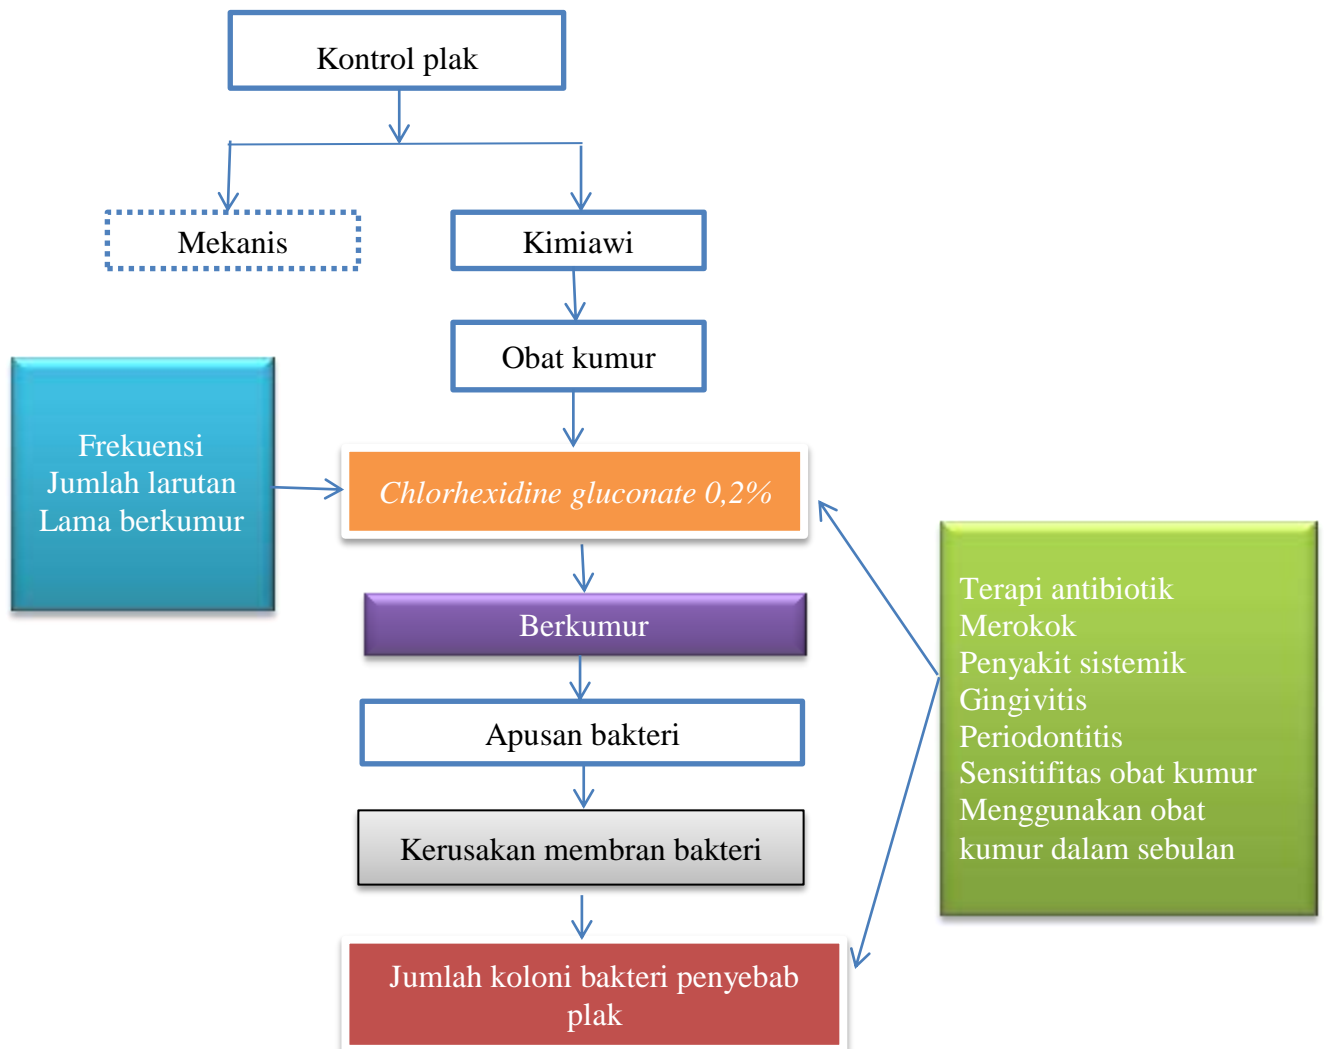 Kontrol plak
Mekanis
Kimiawi
Obat kumur
Frekuensi
Jumlah larutan
Lama berkumur
Chlorhexidine gluconate 0,2%
Berkumur
Apusan bakteri
Kerusakan membran bakteri
Jumlah koloni bakteri penyebab
plak
Terapi antibiotik
Merokok
Penyakit sistemik
Gingivitis
Periodontitis
Sensitifitas obat kumur
Menggunakan obat
kumur dalam sebulan